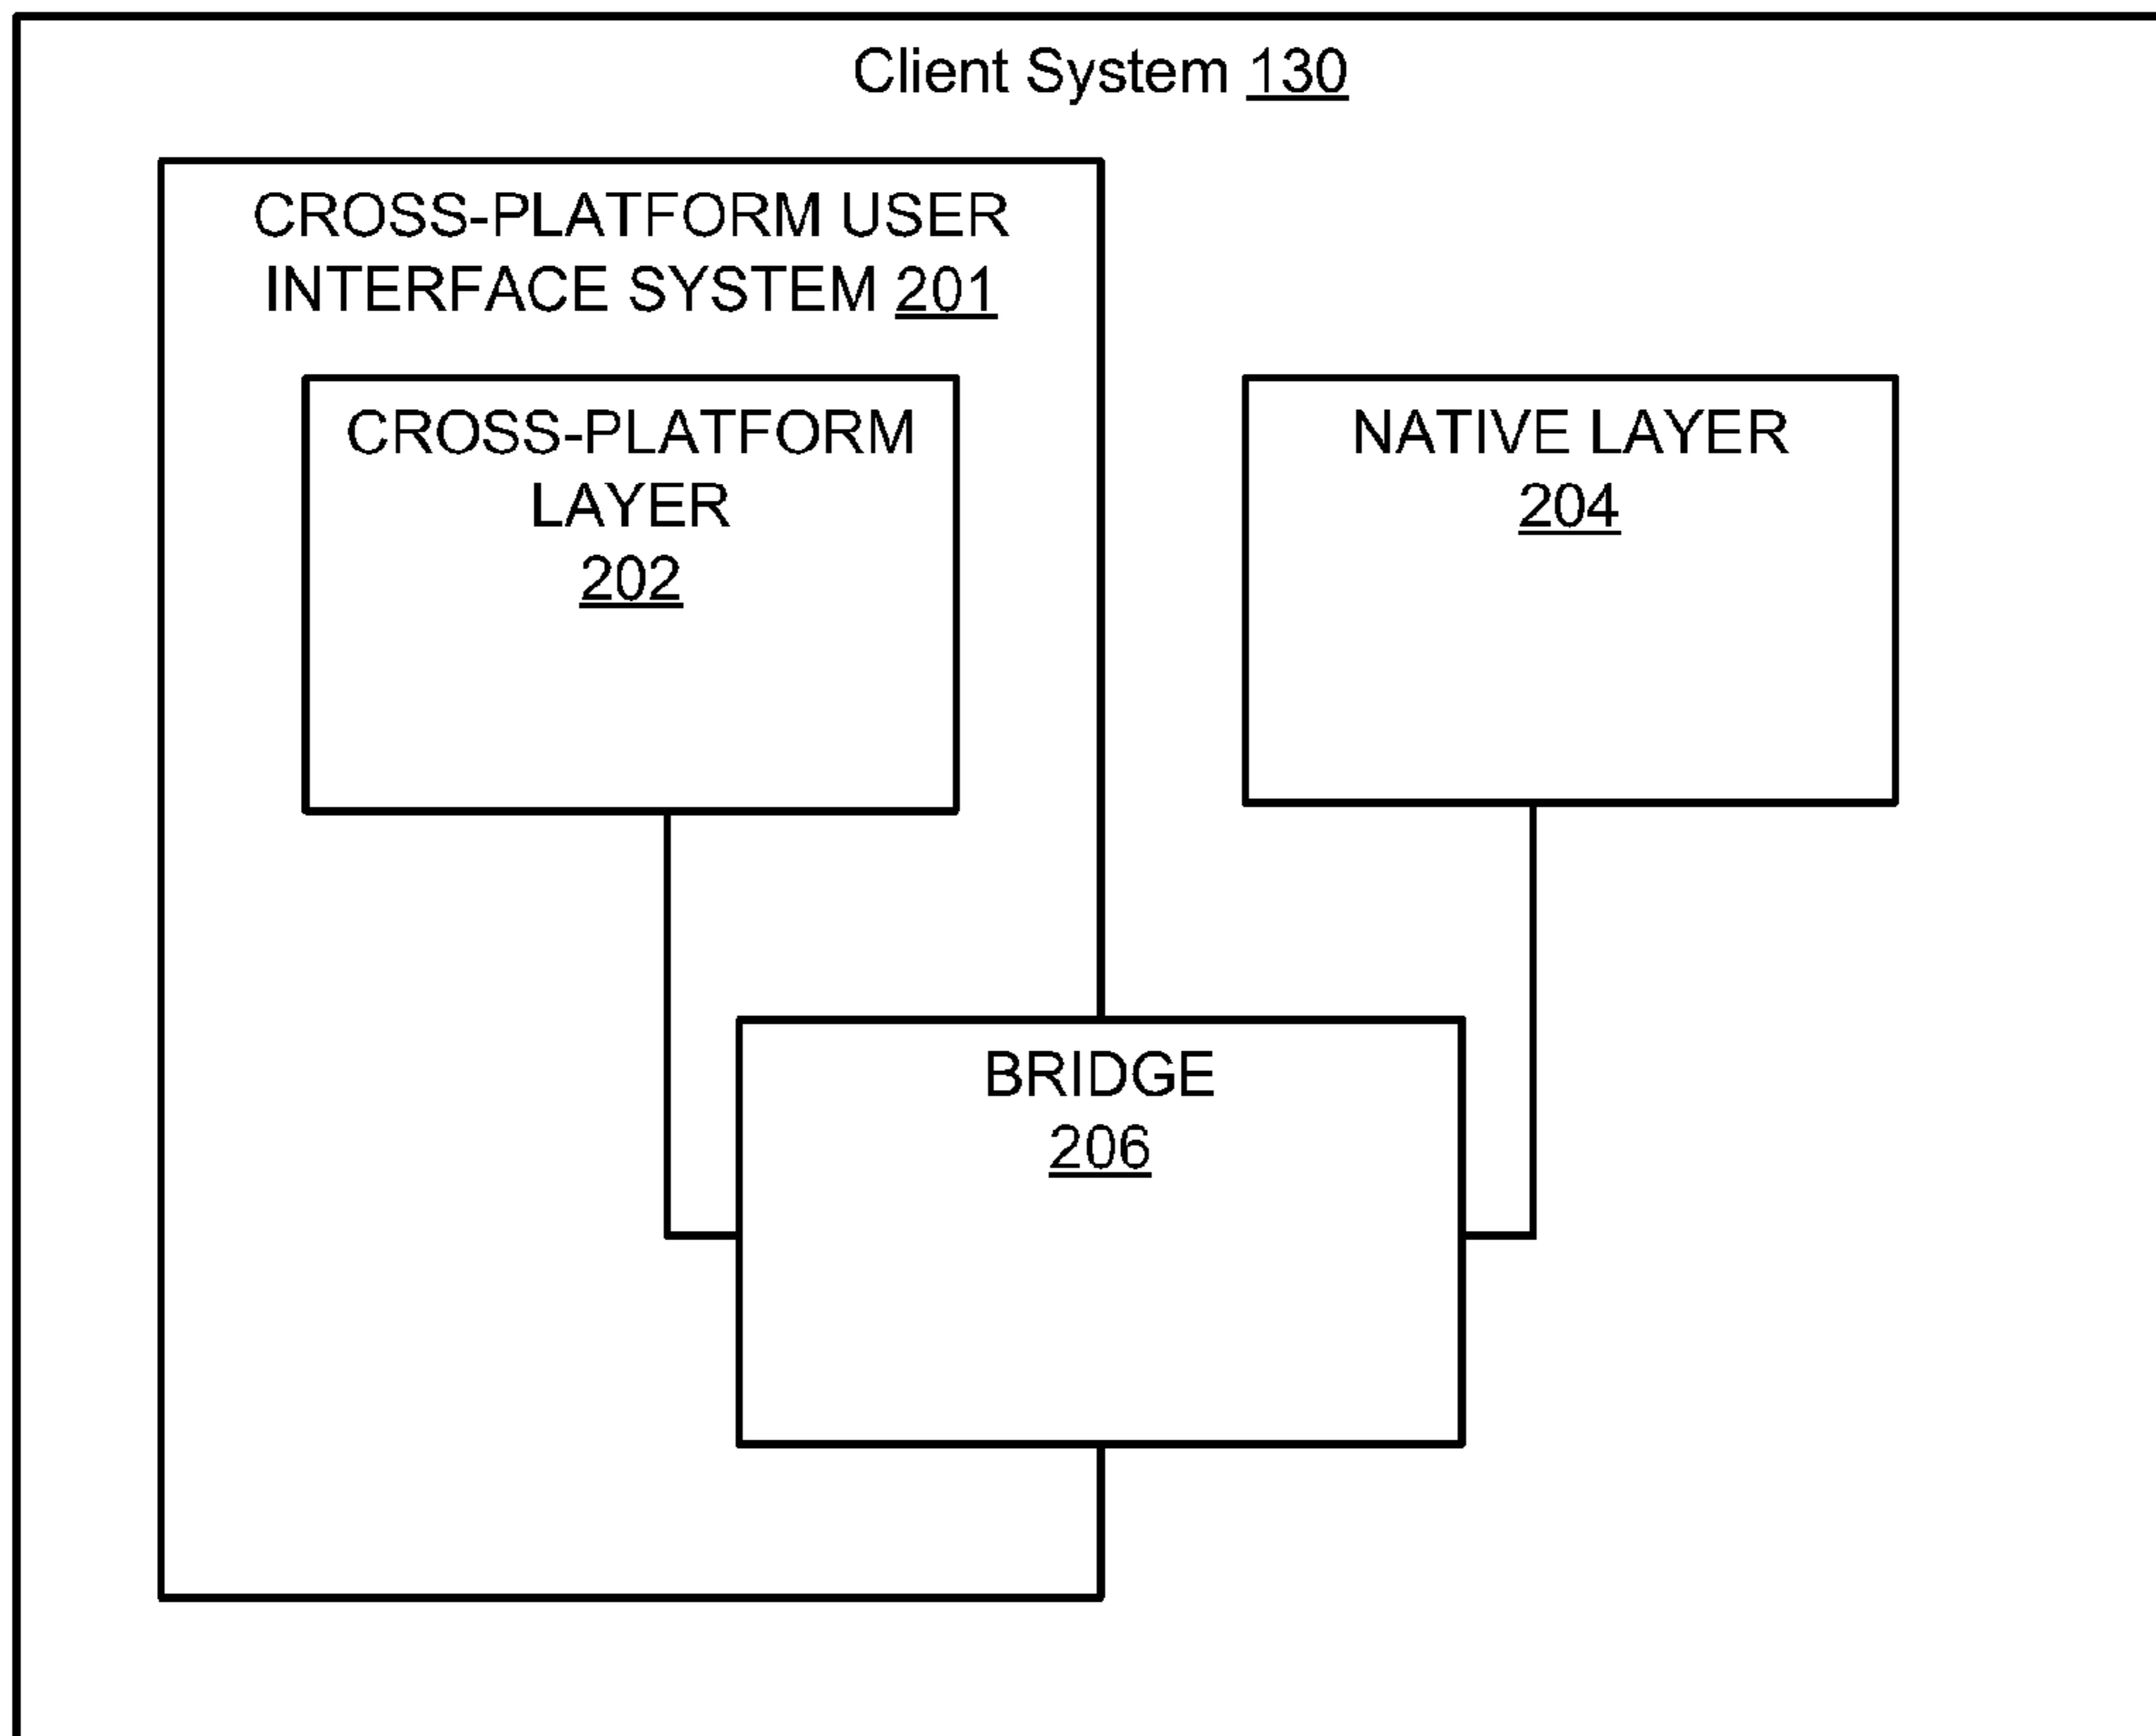 Client System 130
CROSS-PLATFORM USER
INTERFACE SYSTEM 201
CROSS-PLATFORM
LAYER
202
NATIVE LAYER
204
BRIDGE
206